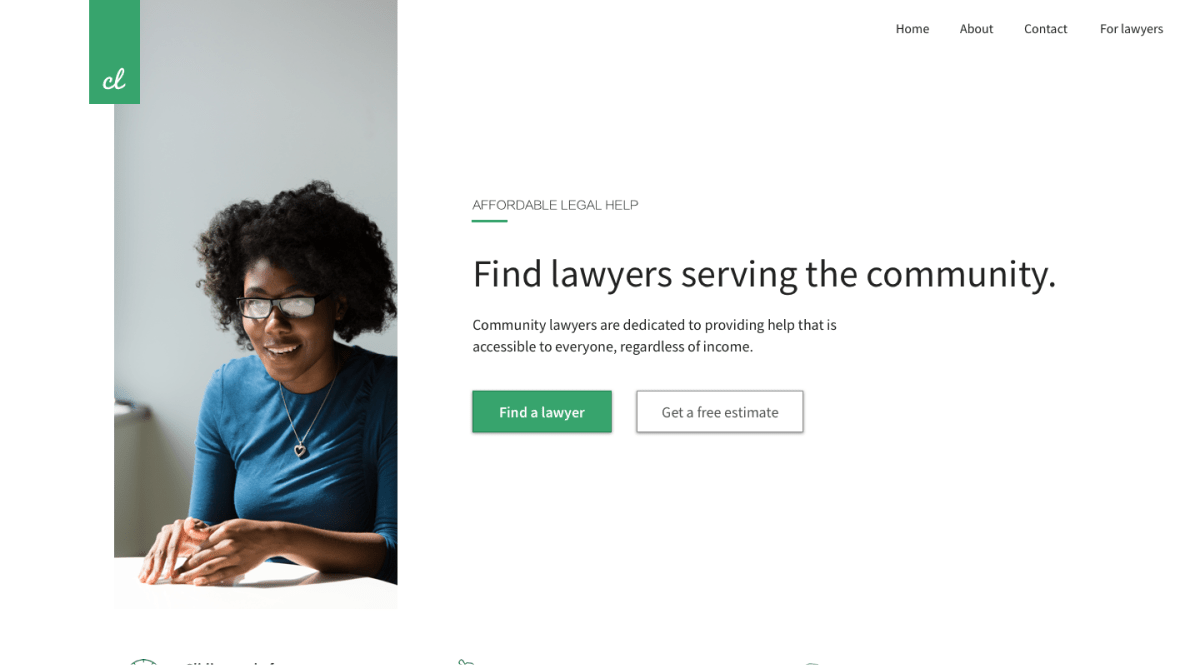 cl
Home About Contact For lawyers
AFFORDABLE LEGAL HELP
Find lawyers serving the community.
Community lawyers are dedicated to providing help that is
accessible to everyone, regardless of income.
Find a lawyer Get a free estimate